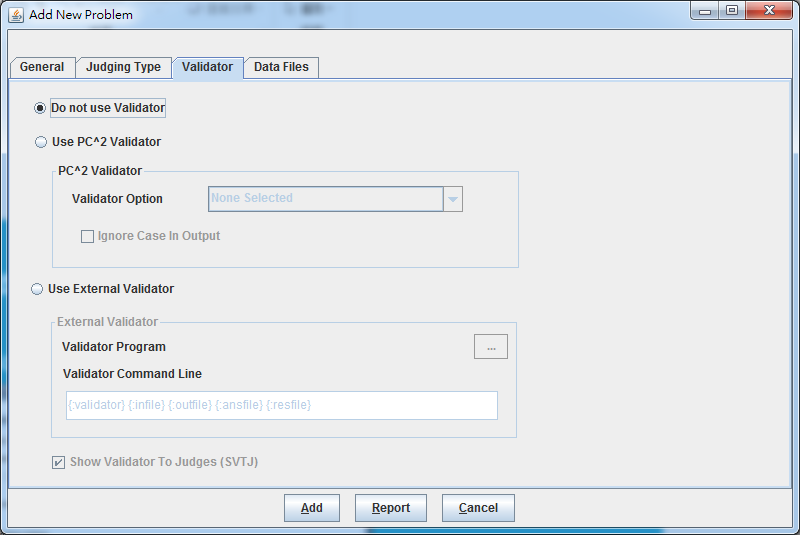 Add New Problem
General Judging Type Validator Data Files
Do not use Validator
Use PC^2 Validator
PC^2 Validator
Validator Option None Selected
Ignore Case In Output
Use External Validator
External Validator
Validator Program ...
Validator Command Line
{:validator} {:infile} {:outfile} {:ansfile} {:resfile}
Show Validator To Judges (SVTJ)
Add Report Cancel